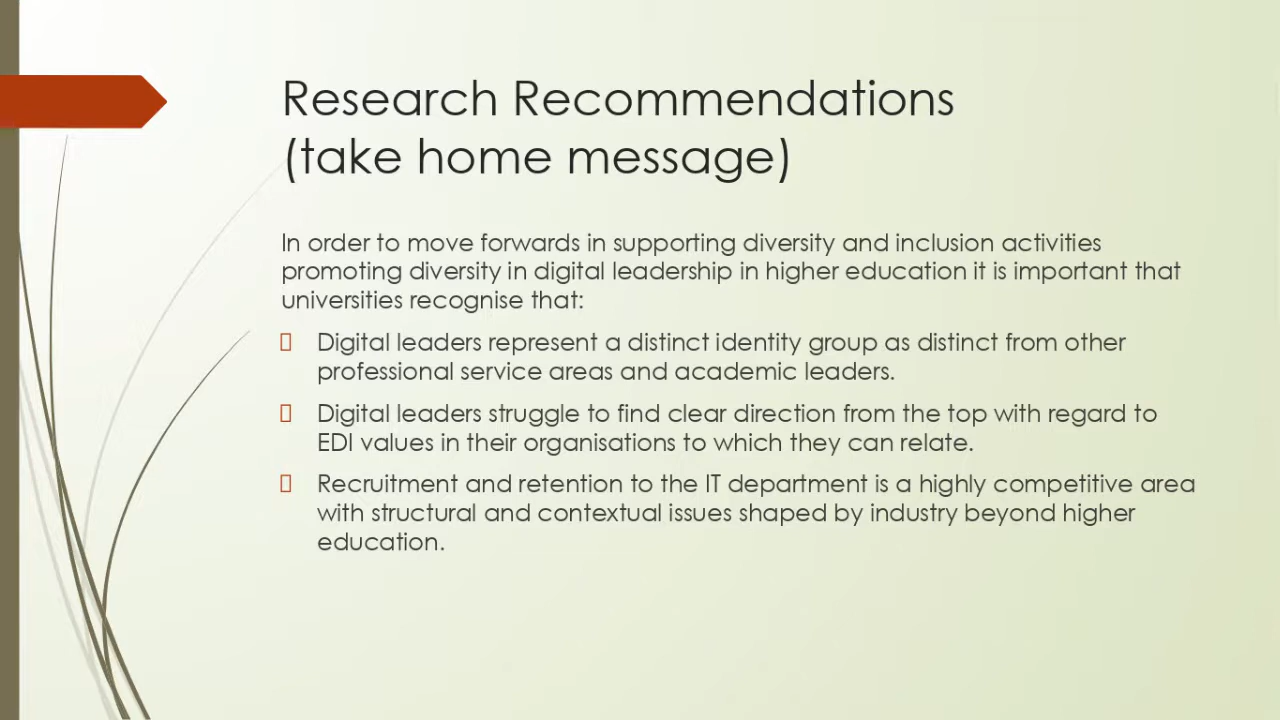 Research Recommendations
(take home message)
In order to move forwards in supporting diversity and inclusion activities
promoting diversity in digital leadership in higher education it is important that
universities recognise that:
Digital leaders represent a distinct identity group as distinct from other
professional service areas and academic leaders.
Digital leaders struggle to find clear direction from the top with regard to
EDI values in their organisations to which they can relate.
Recruitment and retention to the IT department is a highly competitive area
with structural and contextual issues shaped by industry beyond higher
education.